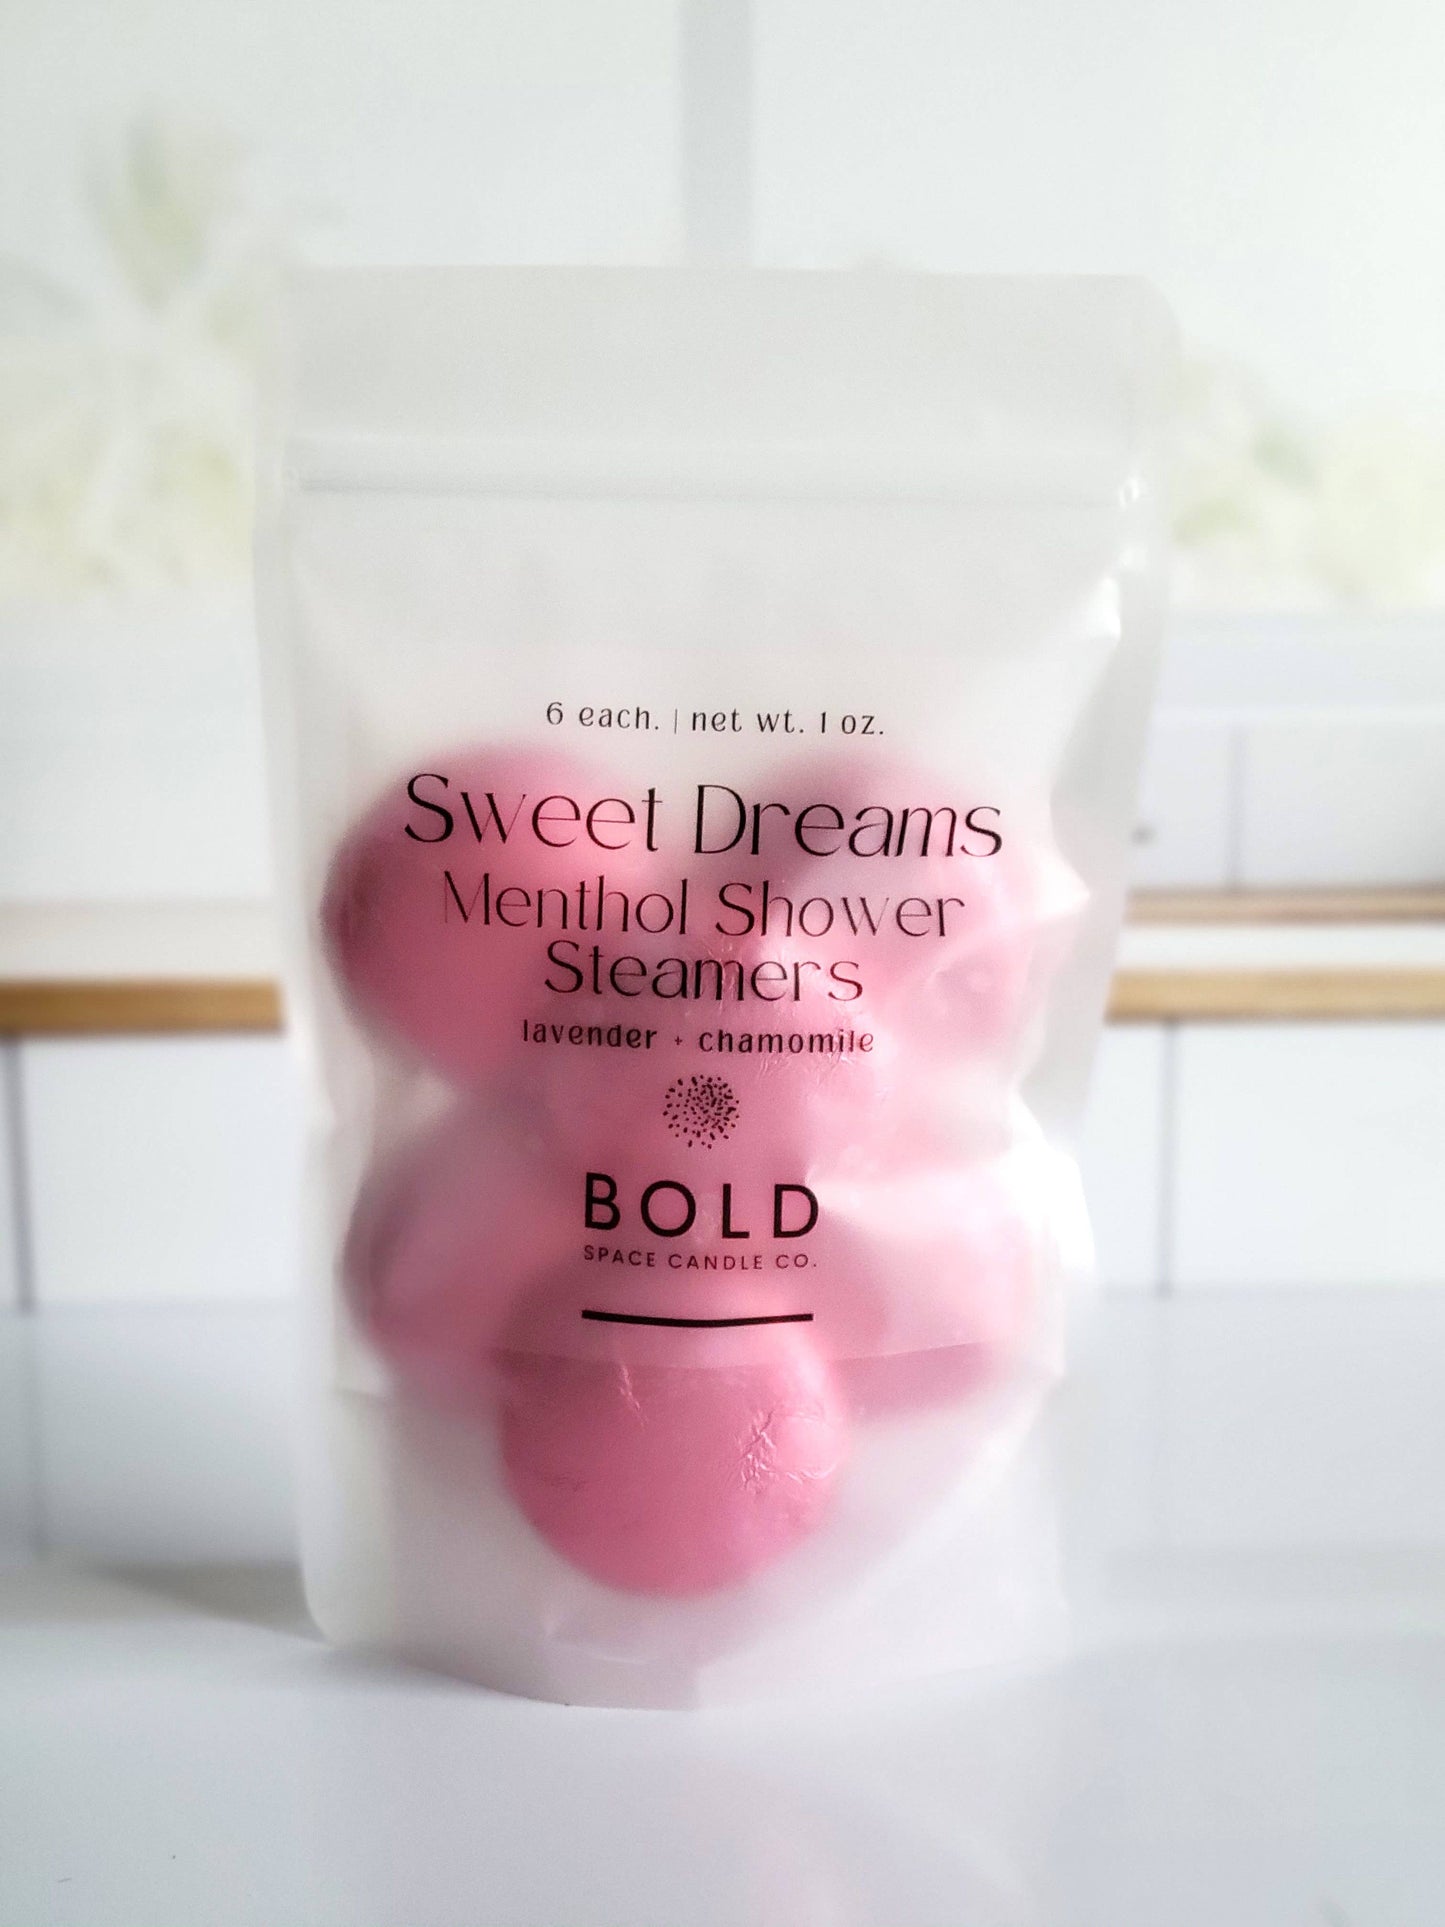 6 each. | net wt. 1 oz.
Sweet Dreams
Menthol Shower
Steamers
lavender + chamomile
BOLD
SPACE CANDLE CO.